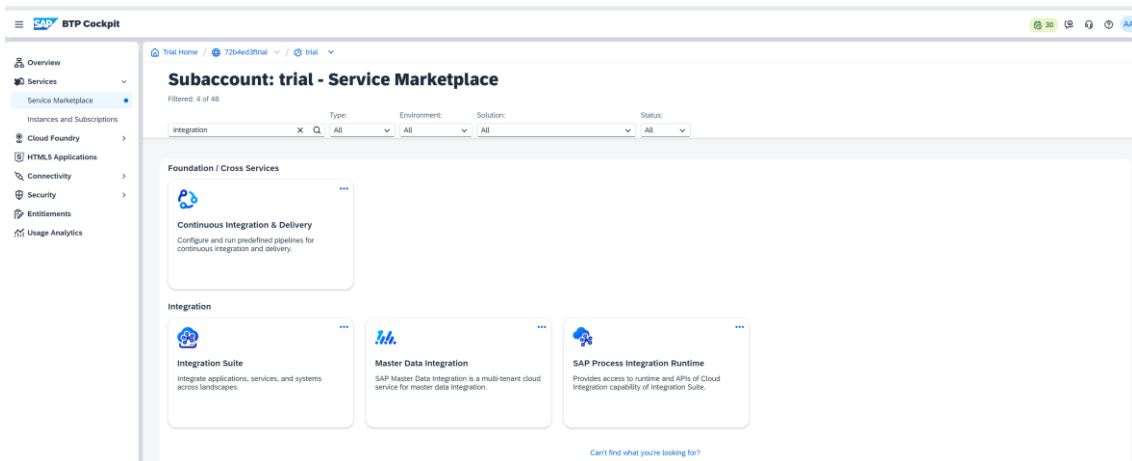 SAP BTP Cockpit
30
AA
Trial Home / 72b4ed3ftrial / trial
Overview
Services
Service Marketplace
Instances and Subscriptions
Cloud Foundry
HTML5 Applications
Connectivity
Security
Entitlements
Usage Analytics
Subaccount: trial - Service Marketplace
Filtered: 4 of 48
Type: Environment: Solution: Status:
integration All All All All
Foundation / Cross Services
Continuous Integration & Delivery
Configure and run predefined pipelines for
continuous integration and delivery.
Integration
Integration Suite
Integrate applications, services, and systems
across landscapes.
Master Data Integration
SAP Master Data Integration is a multi-tenant cloud
service for master data integration.
SAP Process Integration Runtime
Provides access to runtime and APIs of Cloud
Integration capability of Integration Suite.
Can't find what you're looking for?